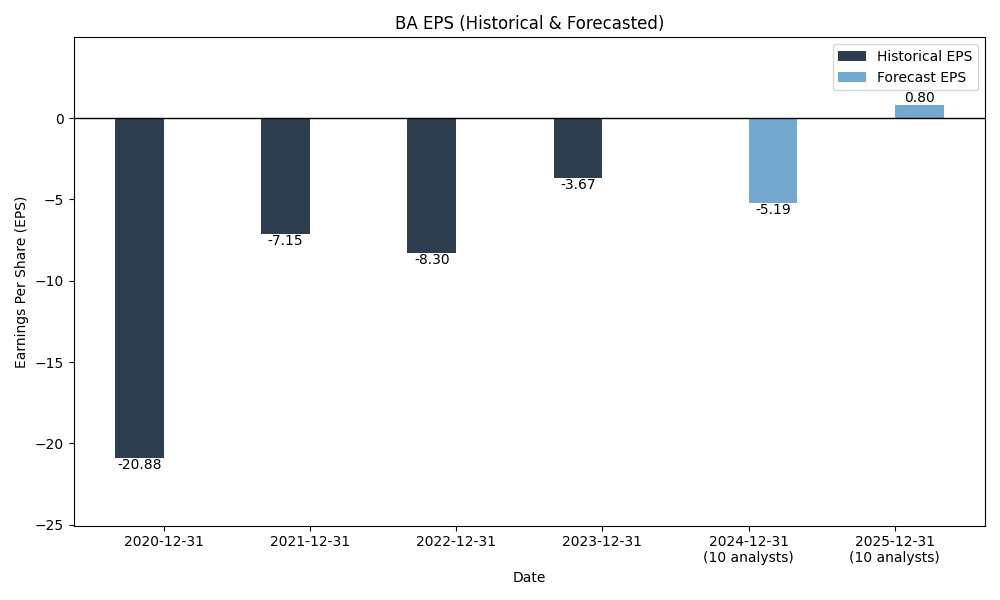 BA EPS (Historical & Forecasted)
Historical EPS
Forecast EPS
0.80
0
−5
−10
−15
−20
−25
Earnings Per Share (EPS)
-20.88
-7.15
-8.30
-3.67
-5.19
2020-12-31
2021-12-31
2022-12-31
2023-12-31
2024-12-31
(10 analysts)
2025-12-31
(10 analysts)
Date